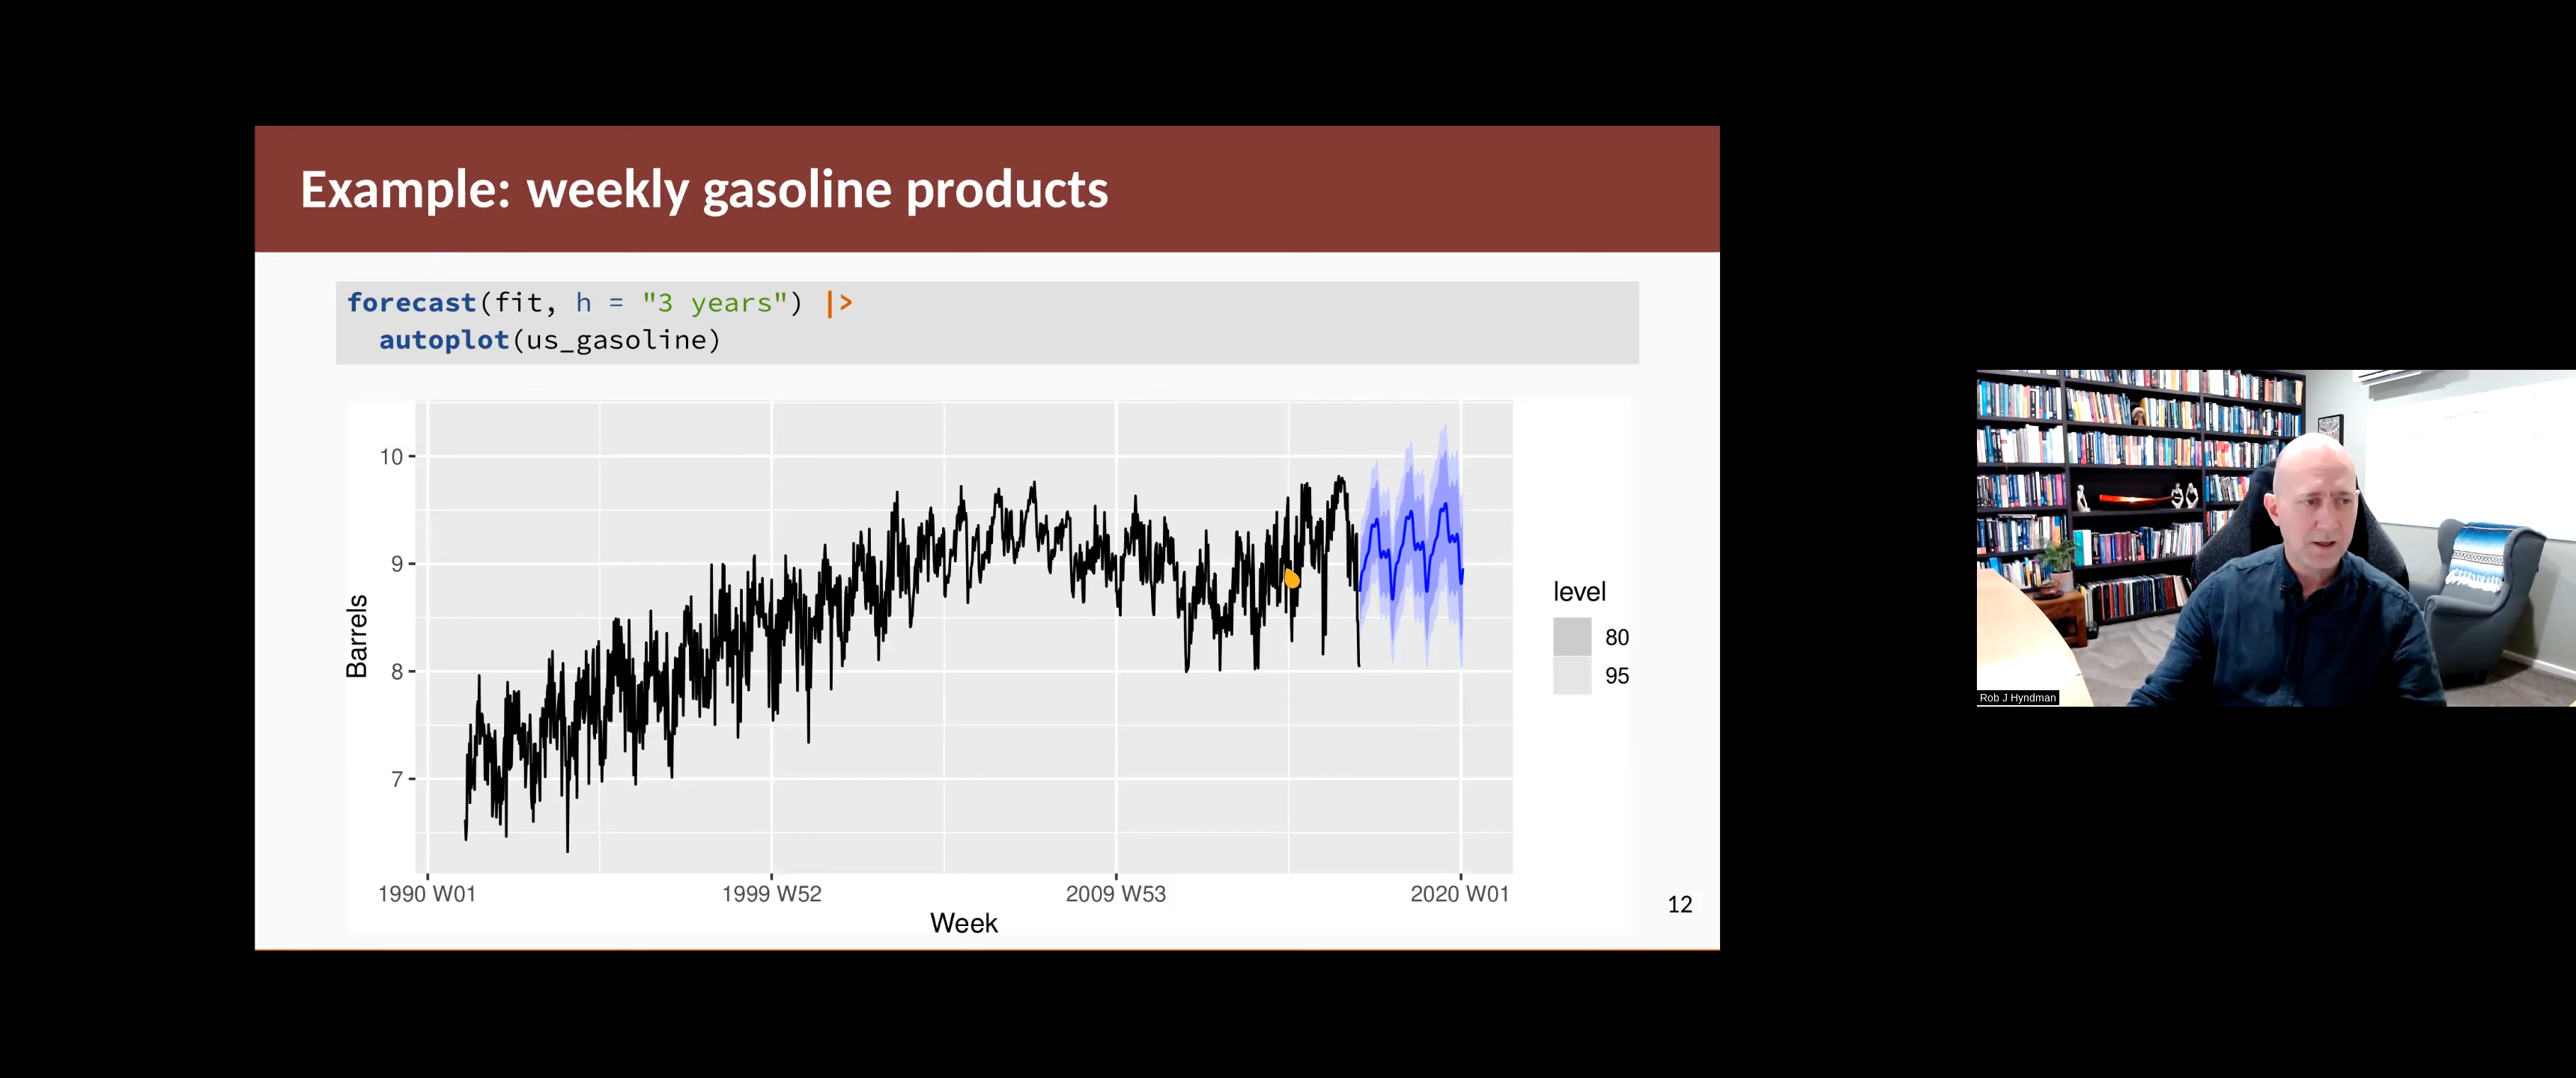 Example: weekly gasoline products
forecast(fit, h = "3 years") |>
  autoplot(us_gasoline)
10
9
8
7
Barrels
1990 W01
1999 W52
2009 W53
2020 W01
Week
level
80
95
12
Rob J Hyndman